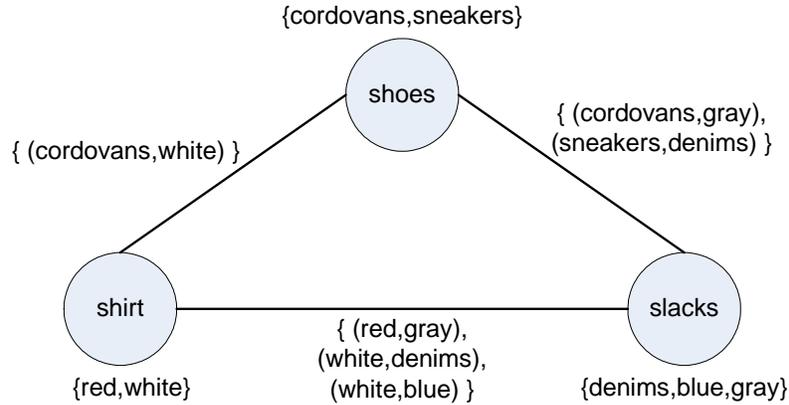 {cordovans,sneakers}
shoes
{ (cordovans,gray),
(sneakers,denims) }
{ (cordovans,white) }
shirt
slacks
{ (red,gray),
(white,denims),
(white,blue) }
{red,white}
{denims,blue,gray}